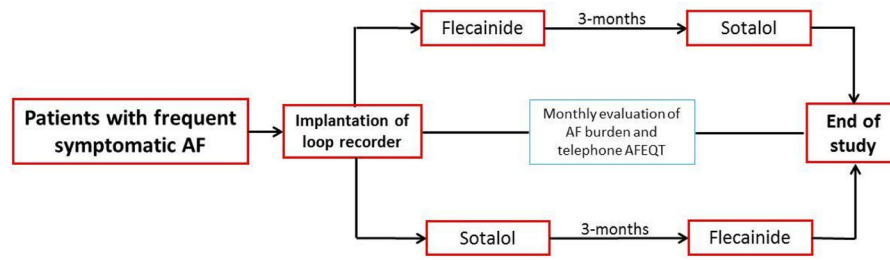 Flecainide
3-months
Sotalol
Patients with frequent
symptomatic AF
Implantation of
loop recorder
Monthly evaluation of
AF burden and
telephone AFEQT
End of
study
Sotalol
3-months
Flecainide